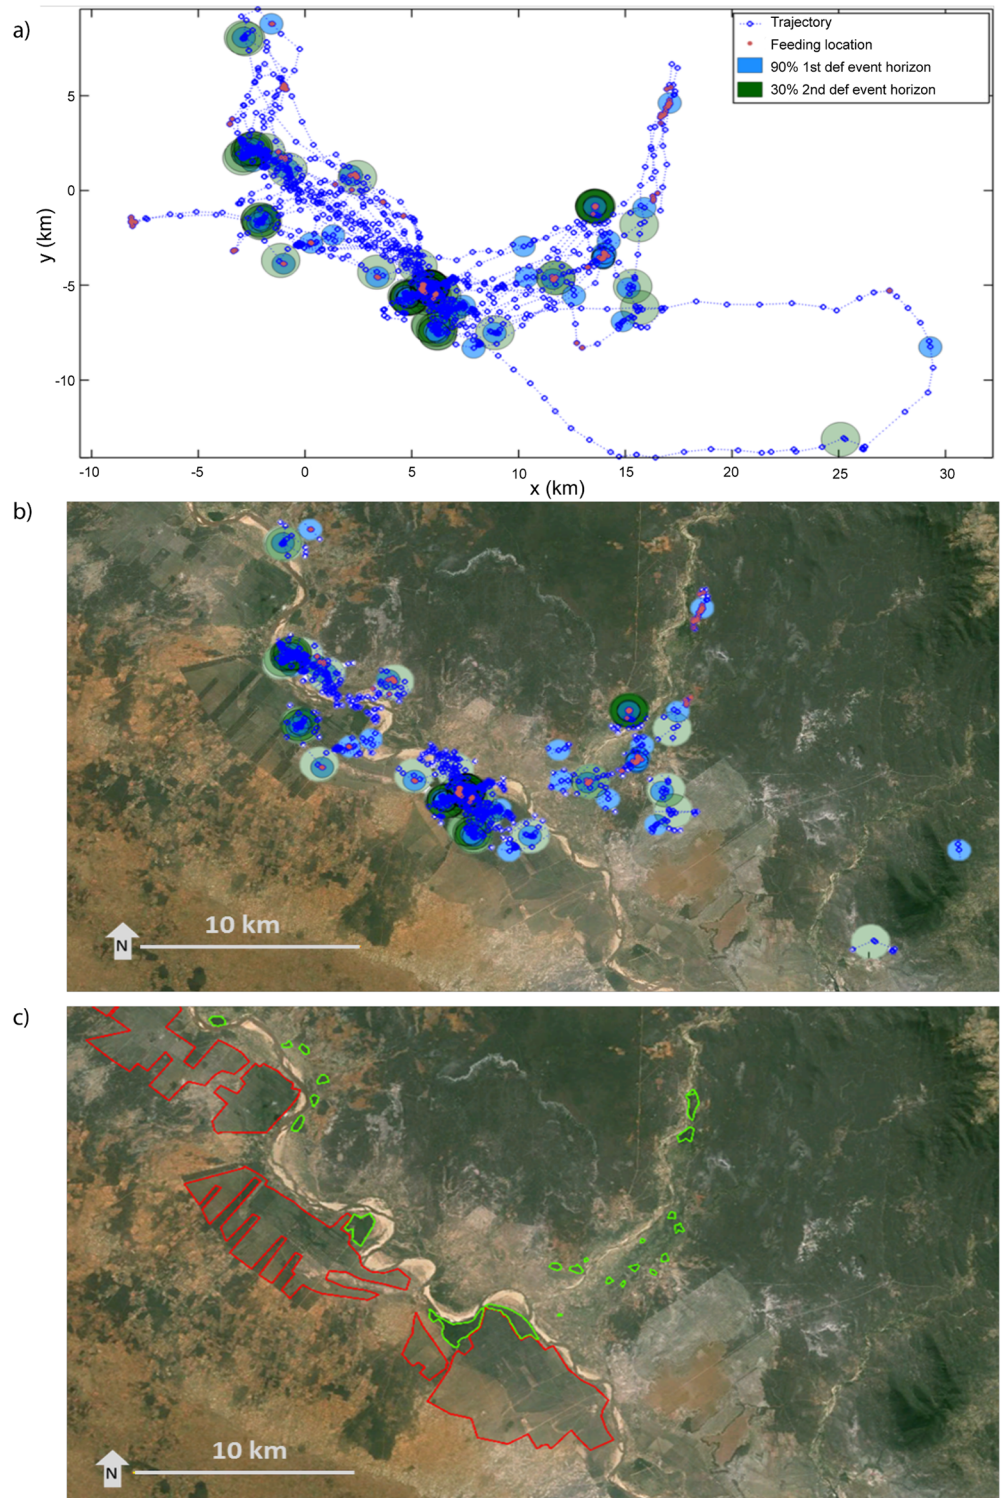 a)
Trajectory
Feeding location
90% 1st def event horizon
30% 2nd def event horizon
5
0
-5
-10
y (km)
-10
-5
0
5
10
15
20
25
30
x (km)
b)
10 km
N
c)
10 km
N